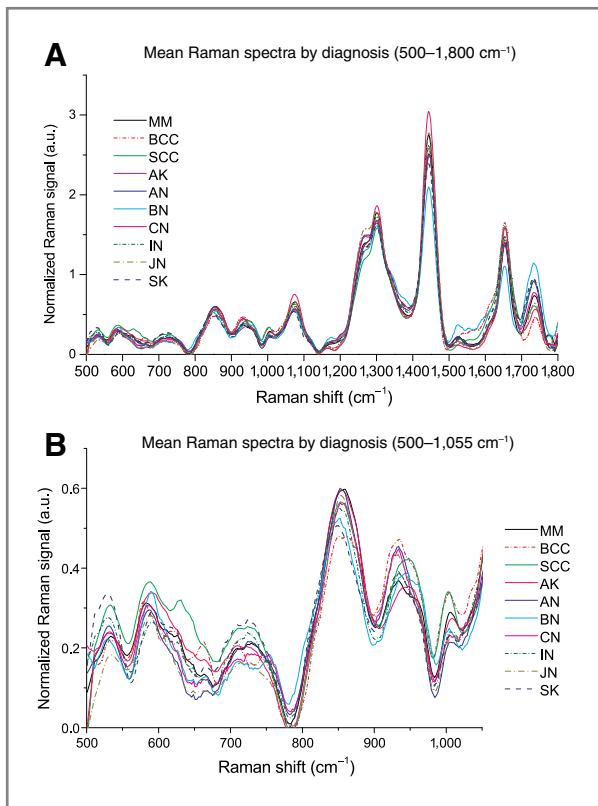 A
Mean Raman spectra by diagnosis (500–1,800 cm⁻¹)
Normalized Raman signal (a.u.)
3
2
1
0
MM
BCC
SCC
AK
AN
BN
CN
IN
JN
SK
500 600 700 800 900 1,000 1,100 1,200 1,300 1,400 1,500 1,600 1,700 1,800
Raman shift (cm⁻¹)
B
Mean Raman spectra by diagnosis (500–1,055 cm⁻¹)
Normalized Raman signal (a.u.)
0.6
0.4
0.2
0.0
MM
BCC
SCC
AK
AN
BN
CN
IN
JN
SK
500 600 700 800 900 1,000
Raman shift (cm⁻¹)